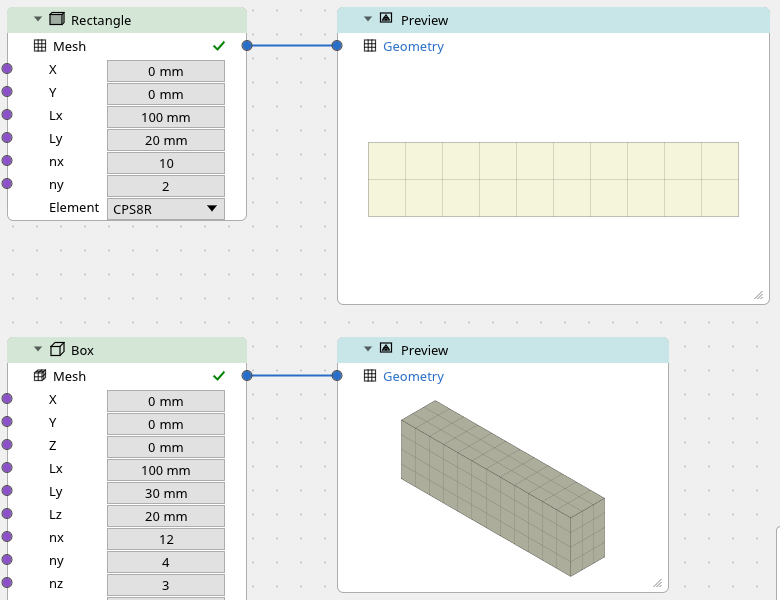 Rectangle
Mesh
X 0 mm
Y 0 mm
Lx 100 mm
Ly 20 mm
nx 10
ny 2
Element CPS8R
Preview
Geometry
Box
Mesh
X 0 mm
Y 0 mm
Z 0 mm
Lx 100 mm
Ly 30 mm
Lz 20 mm
nx 12
ny 4
nz 3
Preview
Geometry